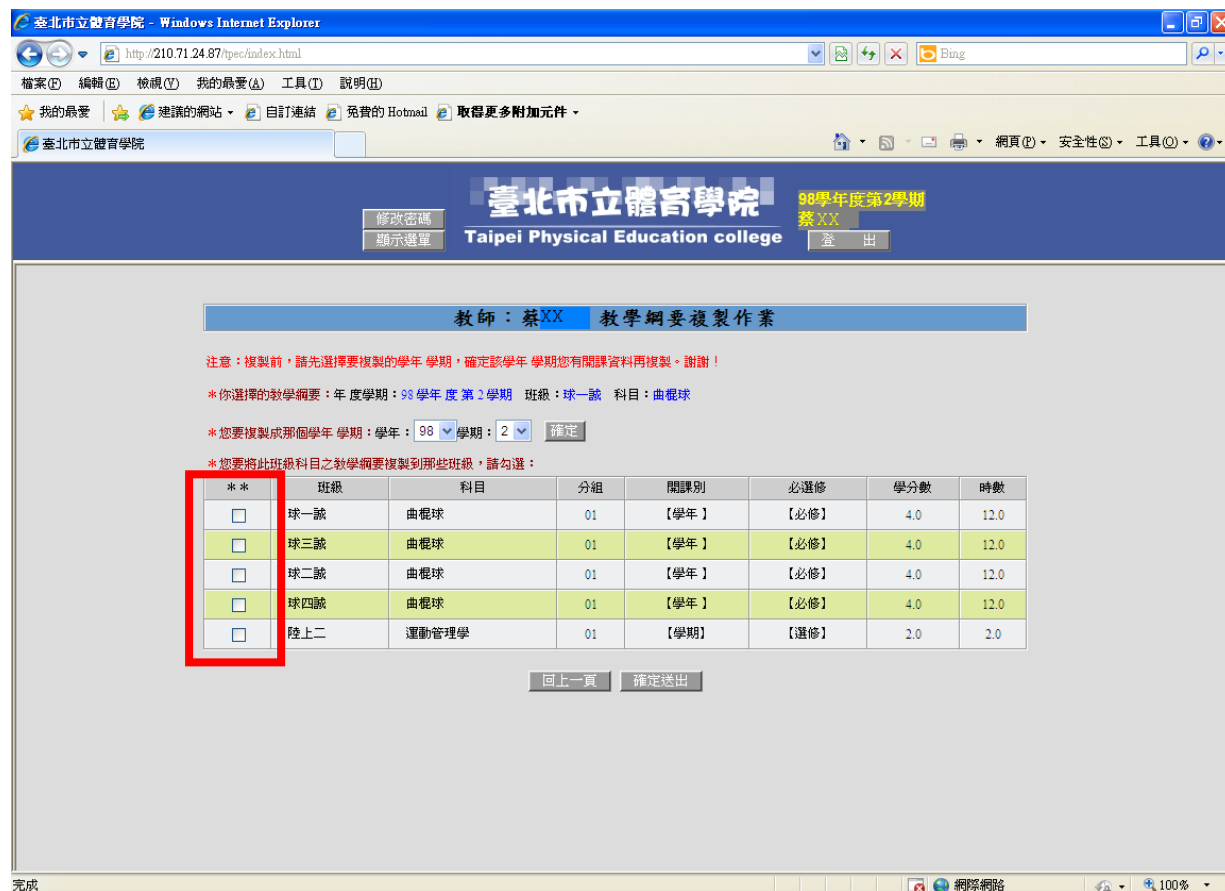 臺北市立體育學院 - Windows Internet Explorer
http://210.71.24.87/tpec/index.html
Bing
檔案(F) 編輯(E) 檢視(V) 我的最愛(A) 工具(T) 說明(H)
我的最愛 建議的網站 自訂連結 免費的 Hotmail 取得更多附加元件
臺北市立體育學院 網頁(P) 安全性(S) 工具(O)
修改密碼
顯示選單
臺北市立體育學院
Taipei Physical Education college
98學年度第2學期
蔡XX
登 出
教師：蔡XX 教學綱要複製作業
注意：複製前，請先選擇要複製的學年 學期，確定該學年 學期您有開課資料再複製。謝謝！
＊你選擇的教學綱要：年 度學期：98 學年 度 第 2 學期 班級：球一誠 科目：曲棍球
＊您要複製成那個學年 學期：學年：98 學期：2 確定
＊您要將此班級科目之教學綱要複製到那些班級，請勾選：
＊＊ 班級 科目 分組 開課別 必選修 學分數 時數
球一誠 曲棍球 01 【學年 】 【必修】 4.0 12.0
球三誠 曲棍球 01 【學年 】 【必修】 4.0 12.0
球二誠 曲棍球 01 【學年 】 【必修】 4.0 12.0
球四誠 曲棍球 01 【學年 】 【必修】 4.0 12.0
陸上二 運動管理學 01 【學期】 【選修】 2.0 2.0
回上一頁 確定送出
完成 網際網路 100%